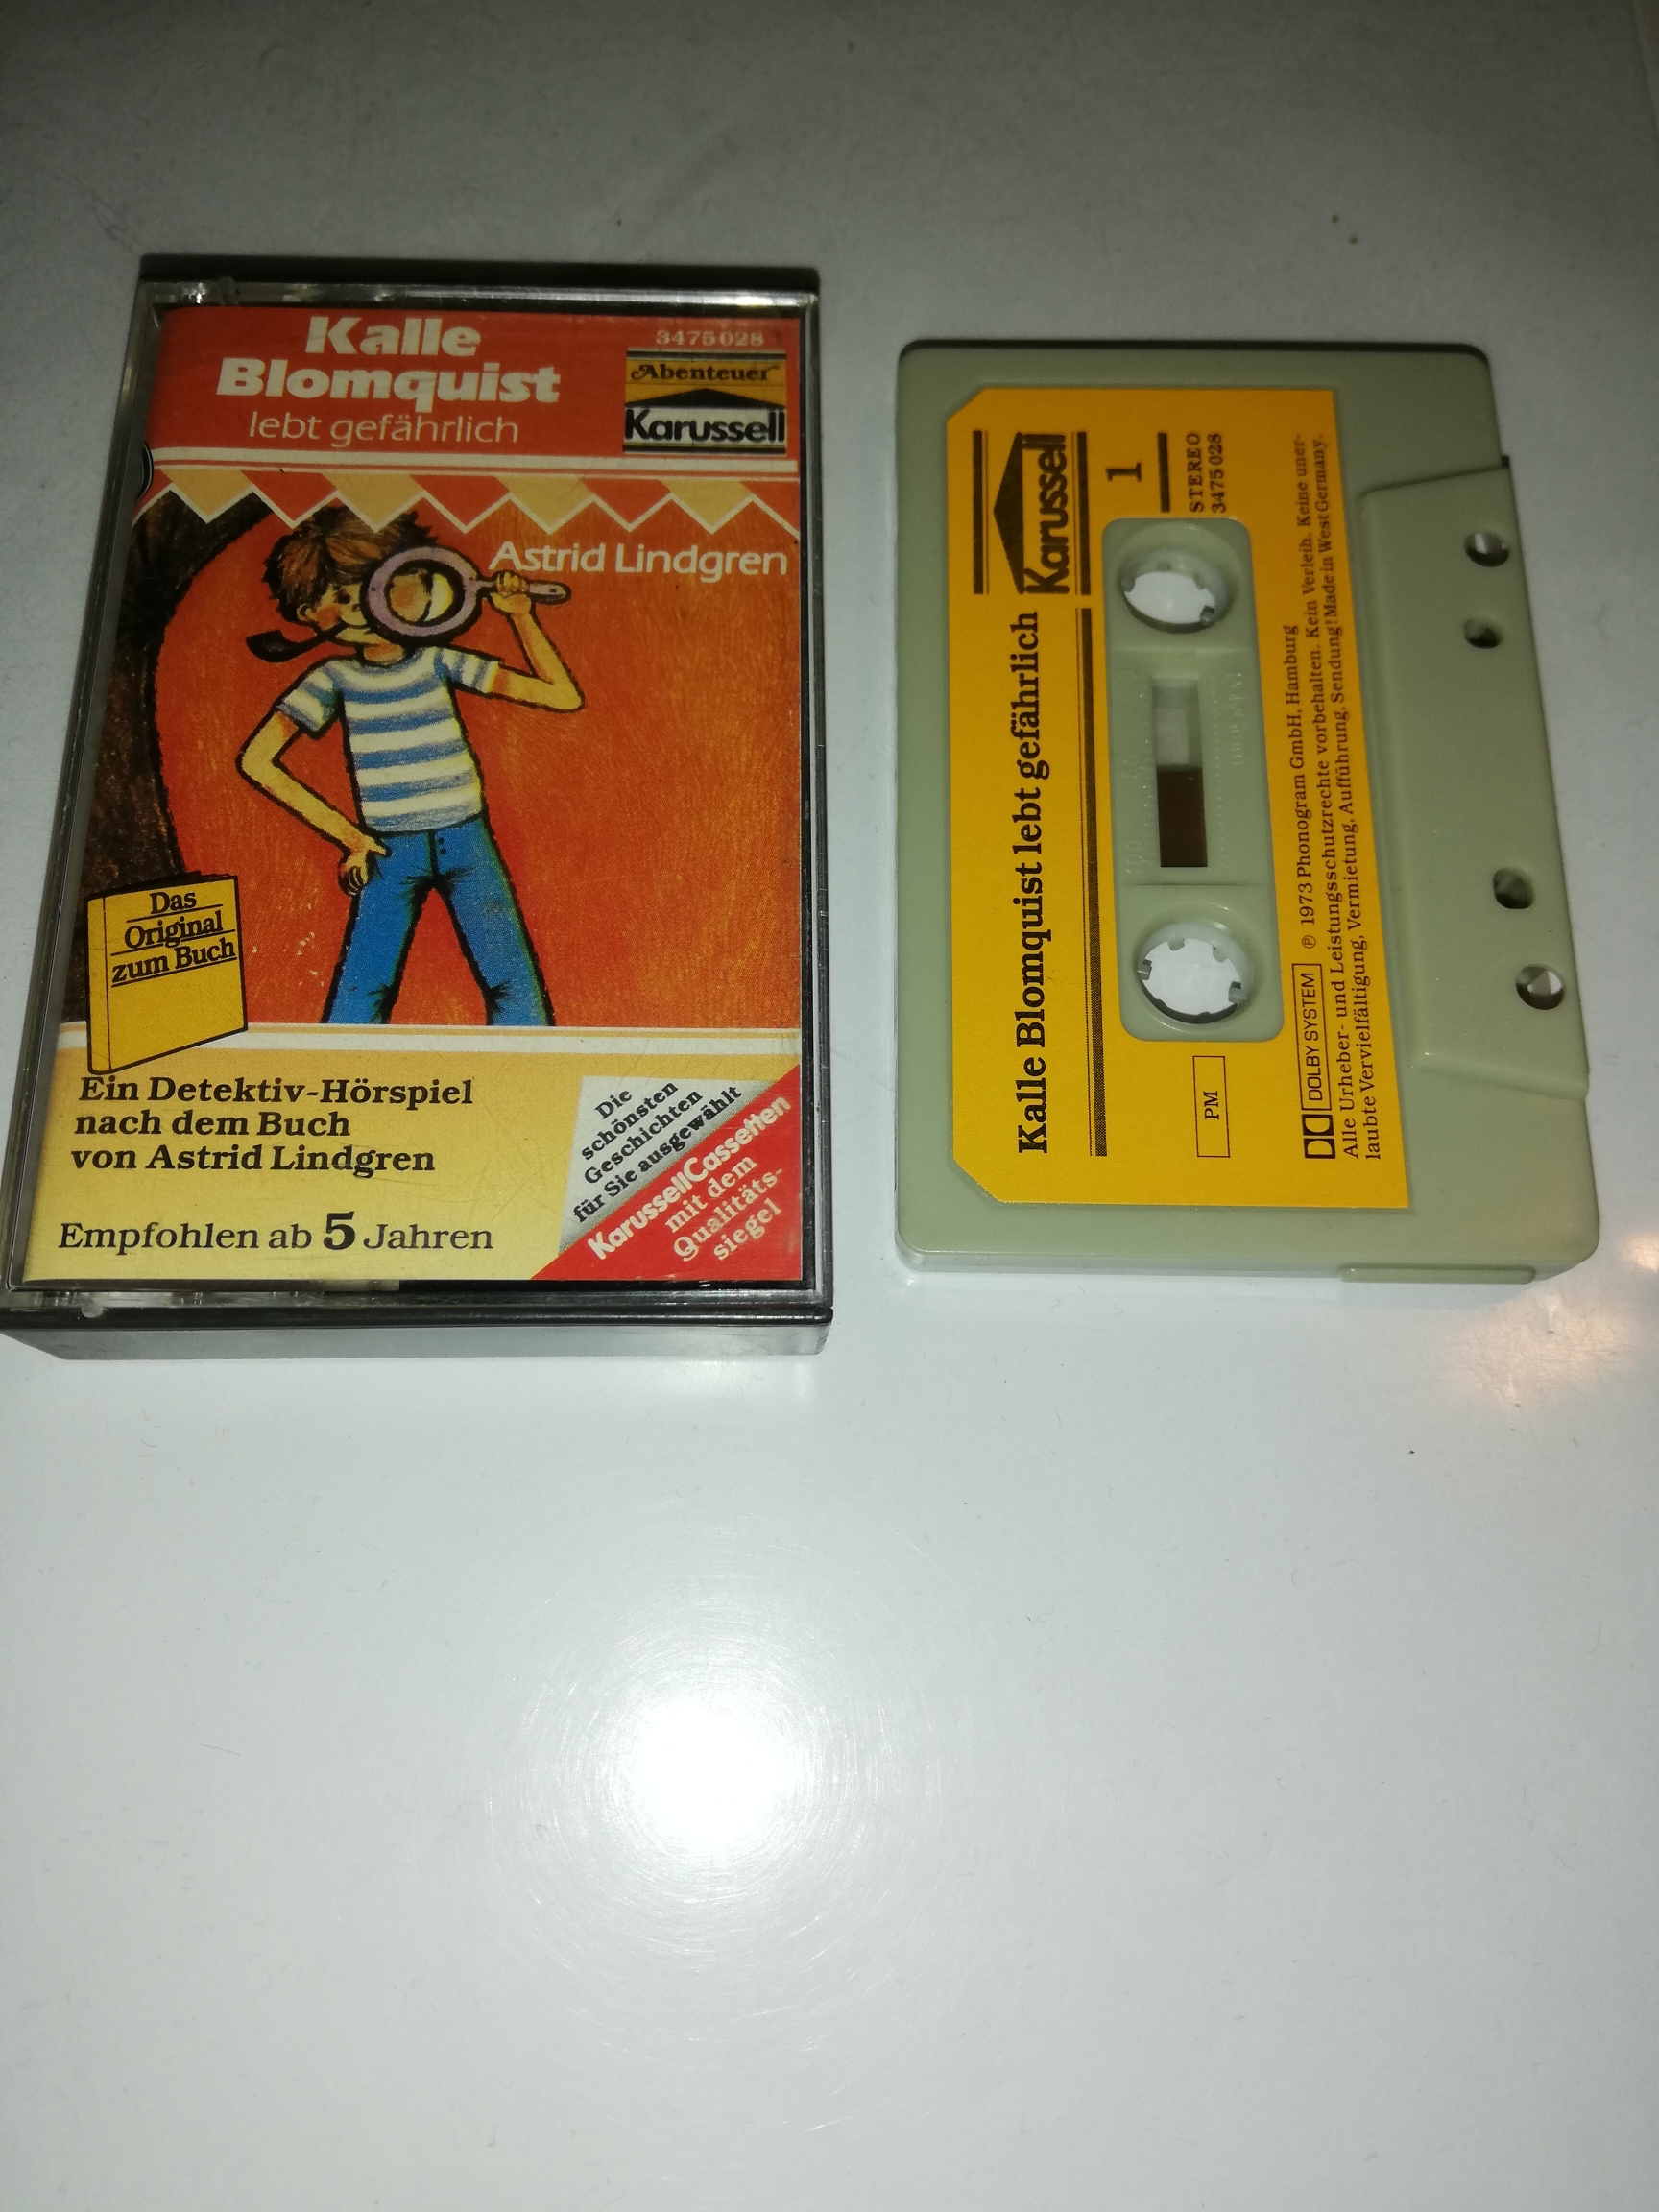 Kalle
Blomquist
lebt gefährlich
3475 028
Abenteuer
Karussell
Astrid Lindgren
Das
Original
zum Buch
Ein Detektiv-Hörspiel
nach dem Buch
von Astrid Lindgren
Empfohlen ab 5 Jahren
Die
schönsten
Geschichten
für Sie ausgewählt
Karussell Cassetten
mit dem
Qualitäts-
siegel
Karussell
Kalle Blomquist lebt gefährlich
1
STEREO
3475 028
PM
DOLBY SYSTEM
℗ 1973 Phonogram GmbH, Hamburg
Alle Urheber- und Leistungsschutzrechte vorbehalten. Kein Verleih. Keine uner-
laubte Vervielfältigung, Vermietung, Aufführung, Sendung! Made in West Germany.